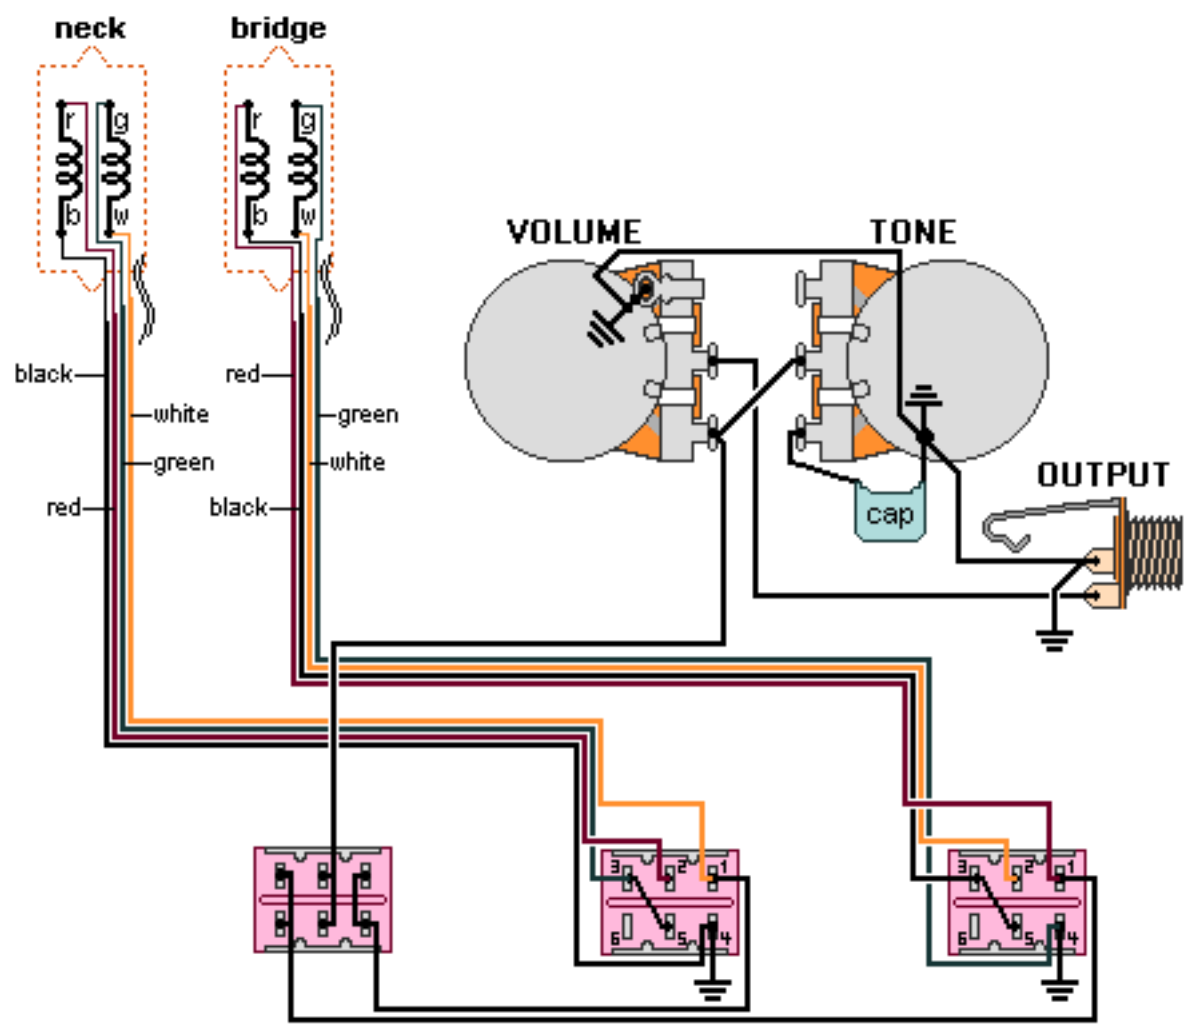 neck bridge
r g r g
b w b w
VOLUME TONE
black red
white green
green white
red black
OUTPUT
cap
3 2 1
6 5 4
3 2 1
6 5 4